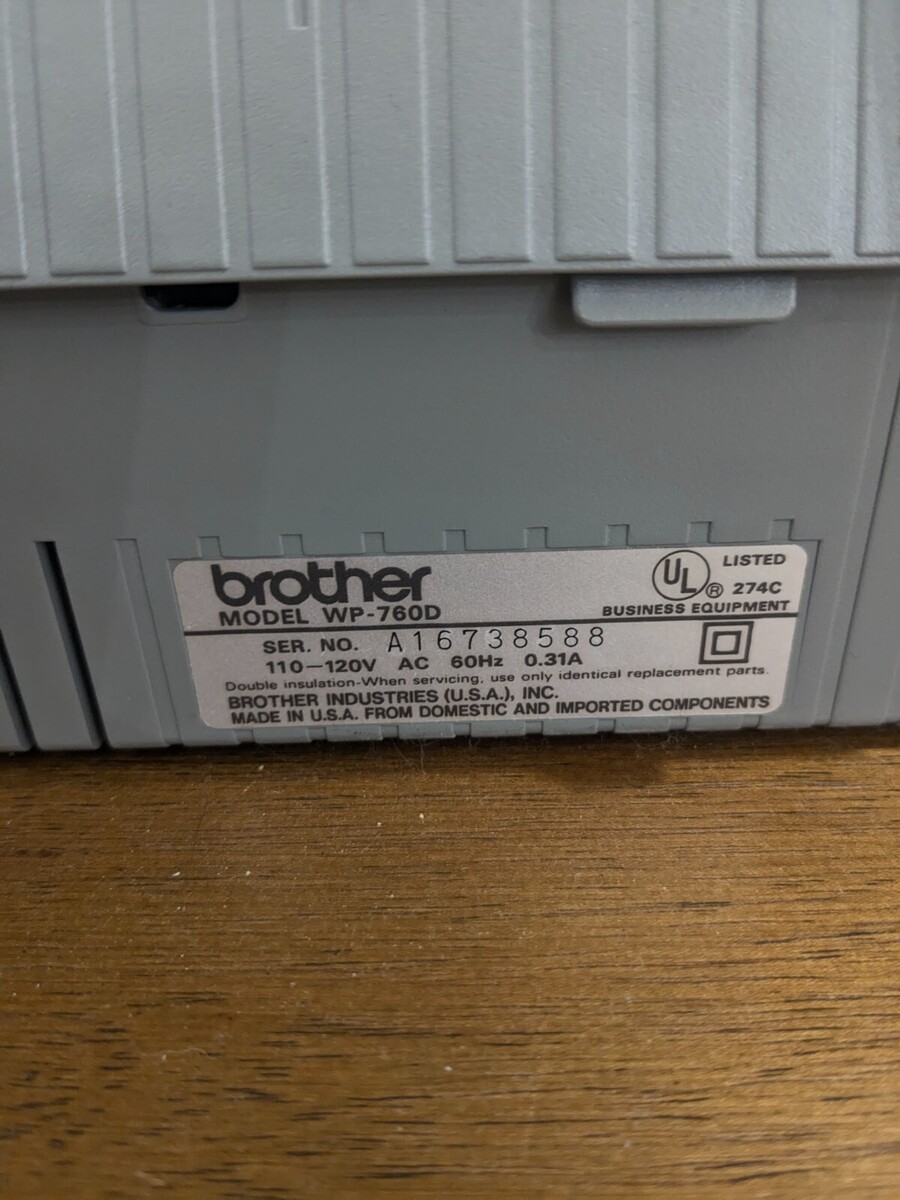 brother
MODEL WP-760D
UL ® LISTED
274C
BUSINESS EQUIPMENT
SER. NO. A16738588
110-120V AC 60Hz 0.31A
Double insulation-When servicing, use only identical replacement parts.
BROTHER INDUSTRIES (U.S.A.), INC.
MADE IN U.S.A. FROM DOMESTIC AND IMPORTED COMPONENTS